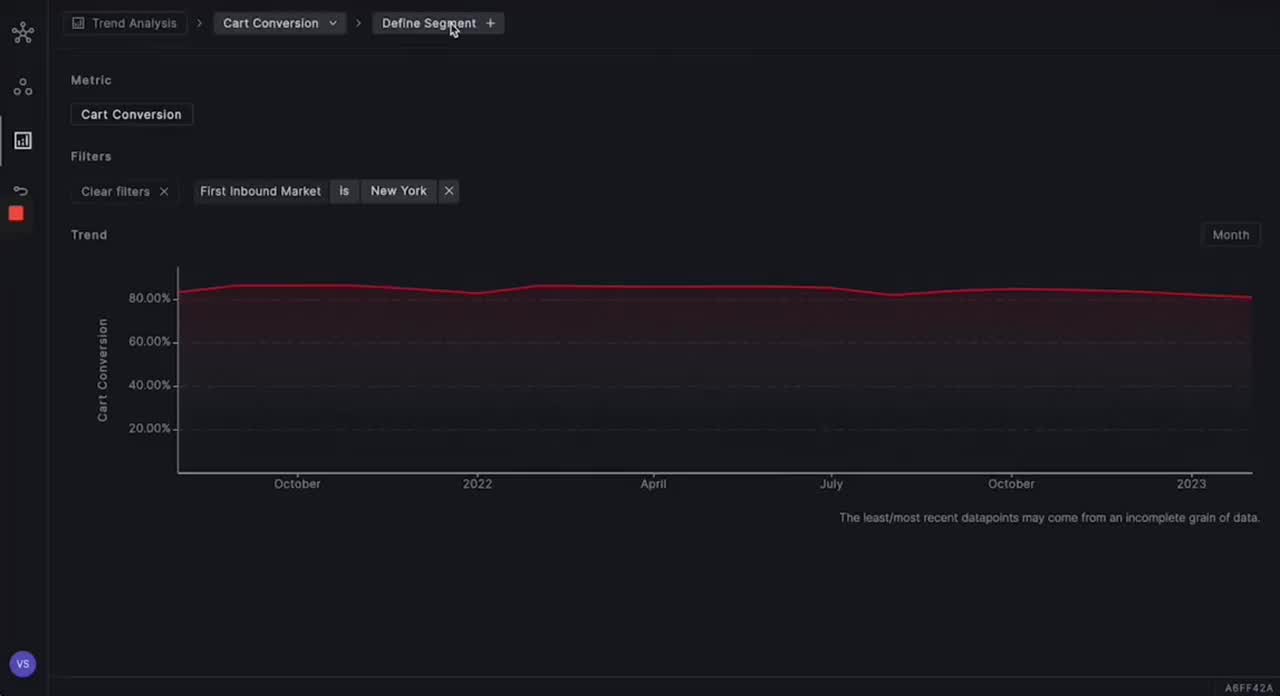 Trend Analysis > Cart Conversion > Define Segment +
Metric
Cart Conversion
Filters
Clear filters × First Inbound Market Is New York ×
Trend
Month
Cart Conversion
80.00%
60.00%
40.00%
20.00%
October 2022 April July October 2023
The least/most recent datapoints may come from an incomplete grain of data.
VS
A6FF42A